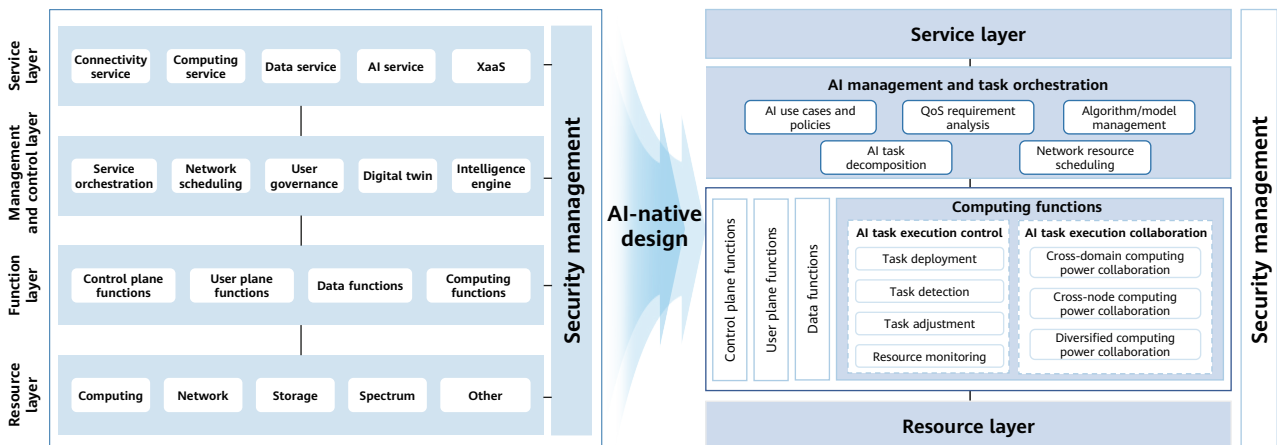 Service
layer
Connectivity
service
Computing
service
Data service
AI service
XaaS
Management
and control layer
Service
orchestration
Network
scheduling
User
governance
Digital twin
Intelligence
engine
Function
layer
Control plane
functions
User plane
functions
Data functions
Computing
functions
Resource
layer
Computing
Network
Storage
Spectrum
Other
Security management
AI-native
design
Service layer
AI management and task orchestration
AI use cases and
policies
QoS requirement
analysis
Algorithm/model
management
AI task
decomposition
Network resource
scheduling
Control plane functions
User plane functions
Data functions
Computing functions
AI task execution control
Task deployment
Task detection
Task adjustment
Resource monitoring
AI task execution collaboration
Cross-domain computing
power collaboration
Cross-node computing
power collaboration
Diversified computing
power collaboration
Resource layer
Security management